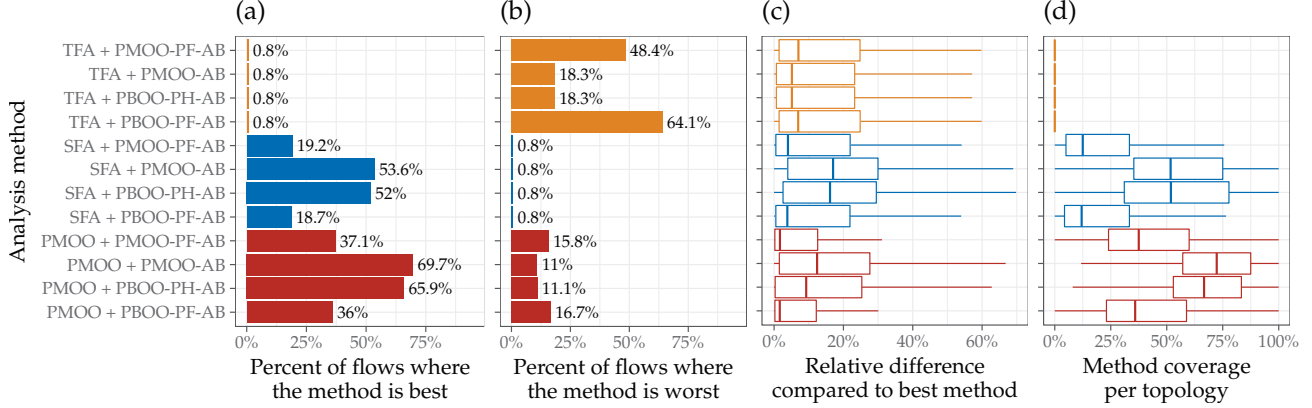 (a)
(b)
(c)
(d)
Analysis method
TFA + PMOO-PF-AB
TFA + PMOO-AB
TFA + PBOO-PH-AB
TFA + PBOO-PF-AB
SFA + PMOO-PF-AB
SFA + PMOO-AB
SFA + PBOO-PH-AB
SFA + PBOO-PF-AB
PMOO + PMOO-PF-AB
PMOO + PMOO-AB
PMOO + PBOO-PH-AB
PMOO + PBOO-PF-AB
0.8%
0.8%
0.8%
0.8%
19.2%
53.6%
52%
18.7%
37.1%
69.7%
65.9%
36%
0% 25% 50% 75%
Percent of flows where
the method is best
48.4%
18.3%
18.3%
64.1%
0.8%
0.8%
0.8%
0.8%
15.8%
11%
11.1%
16.7%
0% 25% 50% 75%
Percent of flows where
the method is worst
0% 20% 40% 60%
Relative difference
compared to best method
0% 25% 50% 75% 100%
Method coverage
per topology